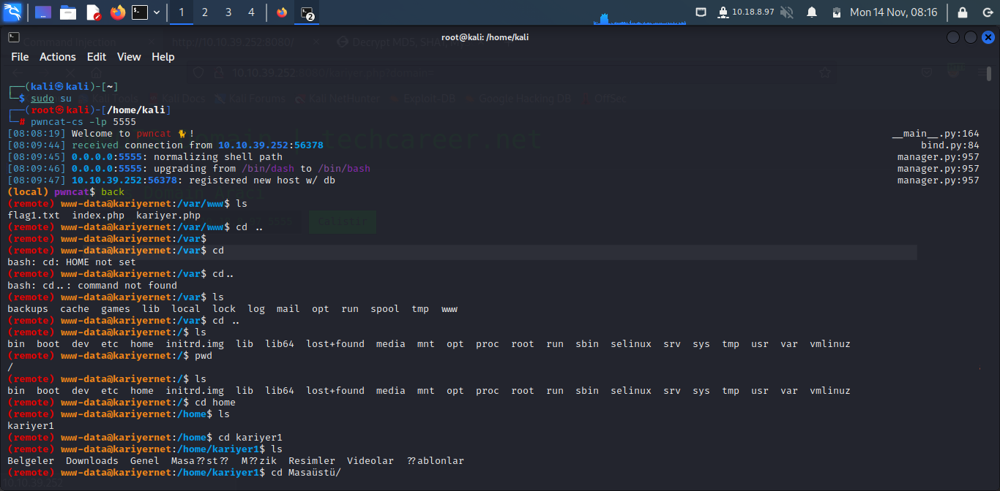 1 2 3 4 2 10.18.8.97 Mon 14 Nov, 08:16
root@kali: /home/kali
File Actions Edit View Help
┌──(kali㉿kali)-[~]
└─$ sudo su
┌──(root㉿kali)-[/home/kali]
└─# pwncat-cs -lp 5555
[08:08:19] Welcome to pwncat 🐈! __main__.py:164
[08:09:44] received connection from 10.10.39.252:56378 bind.py:84
[08:09:45] 0.0.0.0:5555: normalizing shell path manager.py:957
[08:09:46] 0.0.0.0:5555: upgrading from /bin/dash to /bin/bash manager.py:957
[08:09:47] 10.10.39.252:56378: registered new host w/ db manager.py:957
(local) pwncat$ back
(remote) www-data@kariyernet:/var/www$ ls
flag1.txt index.php kariyer.php
(remote) www-data@kariyernet:/var/www$ cd ..
(remote) www-data@kariyernet:/var$
(remote) www-data@kariyernet:/var$ cd
bash: cd: HOME not set
(remote) www-data@kariyernet:/var$ cd..
bash: cd..: command not found
(remote) www-data@kariyernet:/var$ ls
backups cache games lib local lock log mail opt run spool tmp www
(remote) www-data@kariyernet:/var$ cd ..
(remote) www-data@kariyernet:/$ ls
bin boot dev etc home initrd.img lib lib64 lost+found media mnt opt proc root run sbin selinux srv sys tmp usr var vmlinuz
(remote) www-data@kariyernet:/$ pwd
/
(remote) www-data@kariyernet:/$ ls
bin boot dev etc home initrd.img lib lib64 lost+found media mnt opt proc root run sbin selinux srv sys tmp usr var vmlinuz
(remote) www-data@kariyernet:/$ cd home
(remote) www-data@kariyernet:/home$ ls
kariyer1
(remote) www-data@kariyernet:/home$ cd kariyer1
(remote) www-data@kariyernet:/home/kariyer1$ ls
Belgeler Downloads Genel Masa??st?? M??zik Resimler Videolar ??ablonlar
(remote) www-data@kariyernet:/home/kariyer1$ cd Masaüstü/